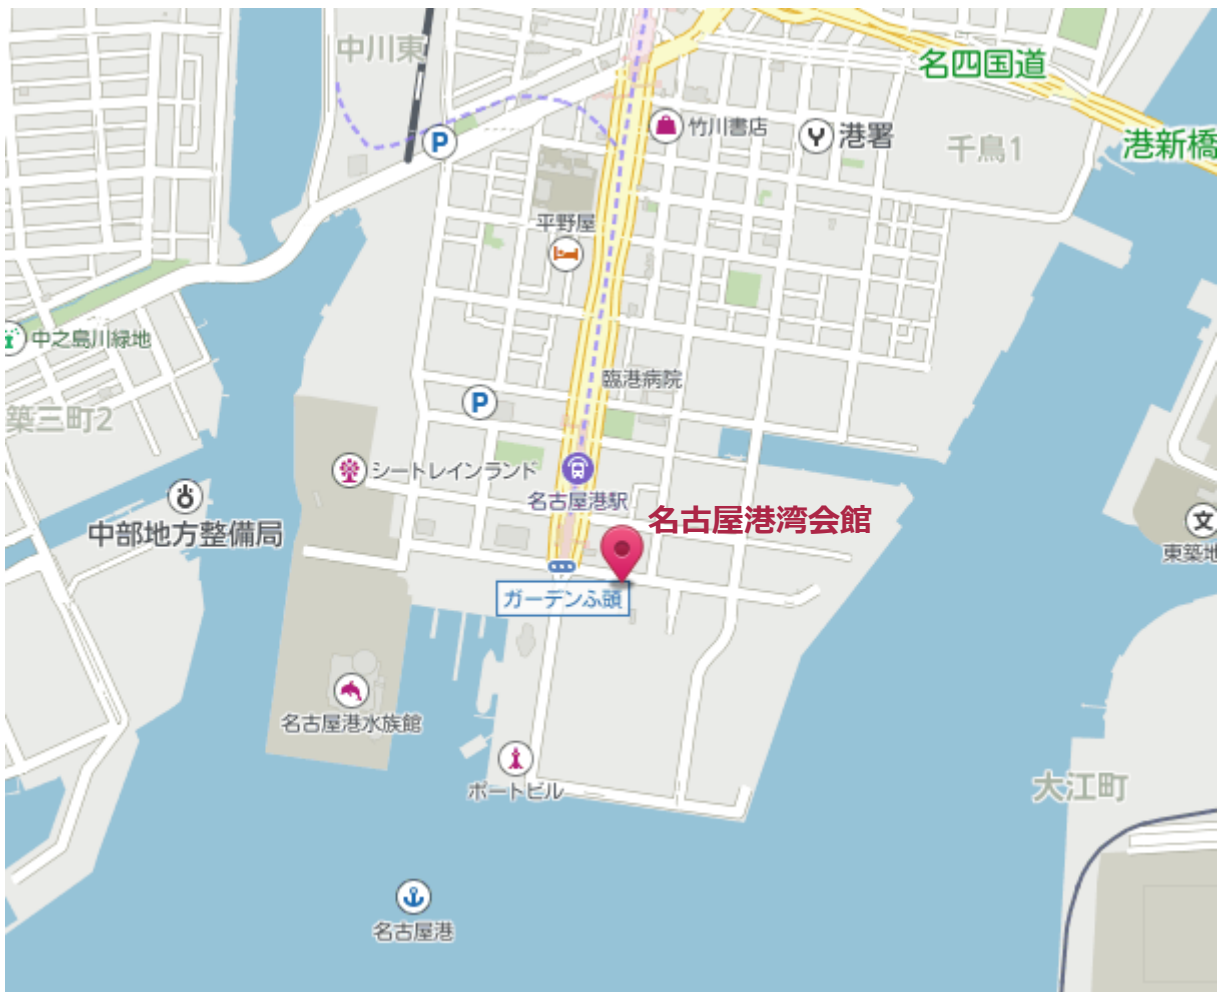 中川東
名四国道
竹川書店
港署
千鳥1
港新橋
平野屋
中之島川緑地
臨港病院
P
P
築三町2
シートレインランド
名古屋港駅
名古屋港湾会館
中部地方整備局
文
東築地
ガーデンふ頭
名古屋港水族館
ポートビル
大江町
名古屋港